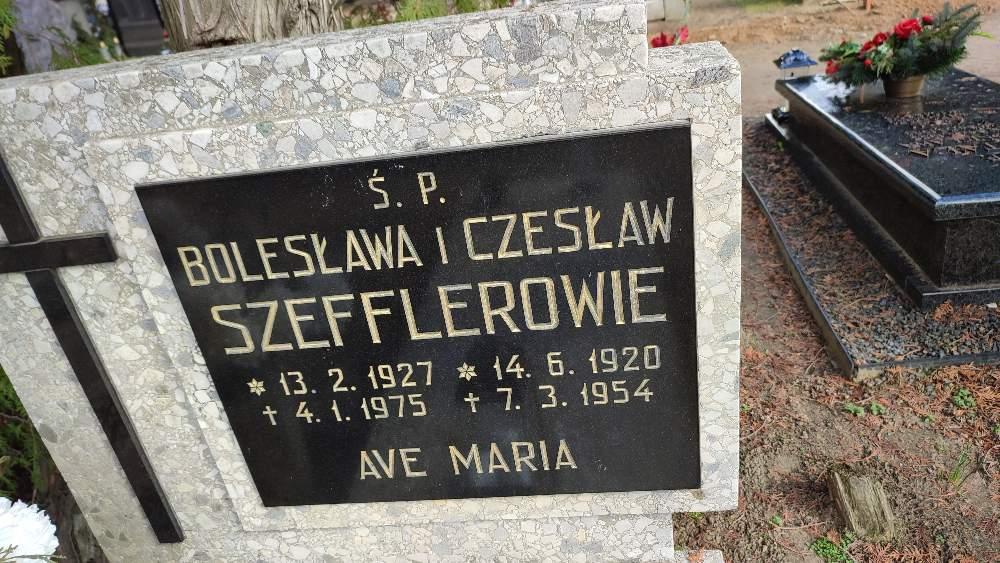 Ś. P.
BOLESŁAWA I CZESŁAW
SZEFFLEROWIE
* 13. 2. 1927 * 14. 6. 1920
† 4. 1. 1975 † 7. 3. 1954
AVE MARIA